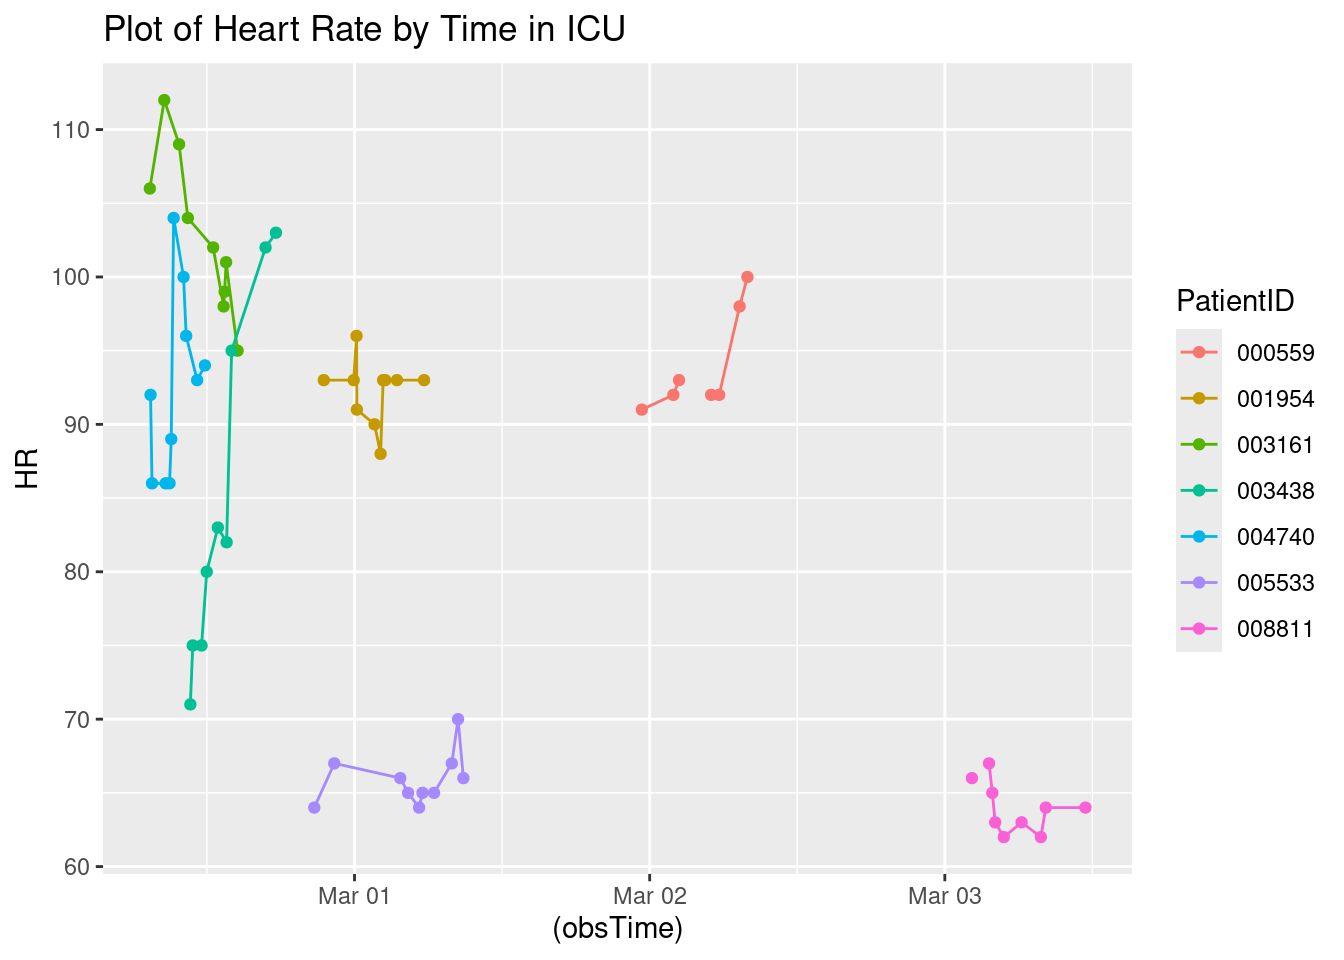 Plot of Heart Rate by Time in ICU
110
100
90
80
70
60
HR
Mar 01
Mar 02
Mar 03
(obsTime)
PatientID
000559
001954
003161
003438
004740
005533
008811